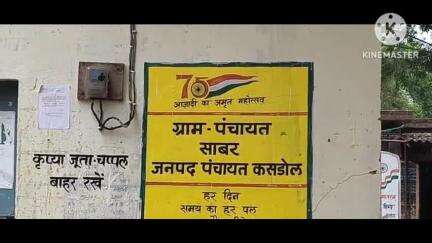 KINEMASTER
75
आज़ादी का अमृत महोत्सव
ग्राम-पंचायत
साबर
जनपद पंचायत कसडोल
हर दिन
समय का हर पल
कृप्या जूता-चप्पल
बाहर रखें